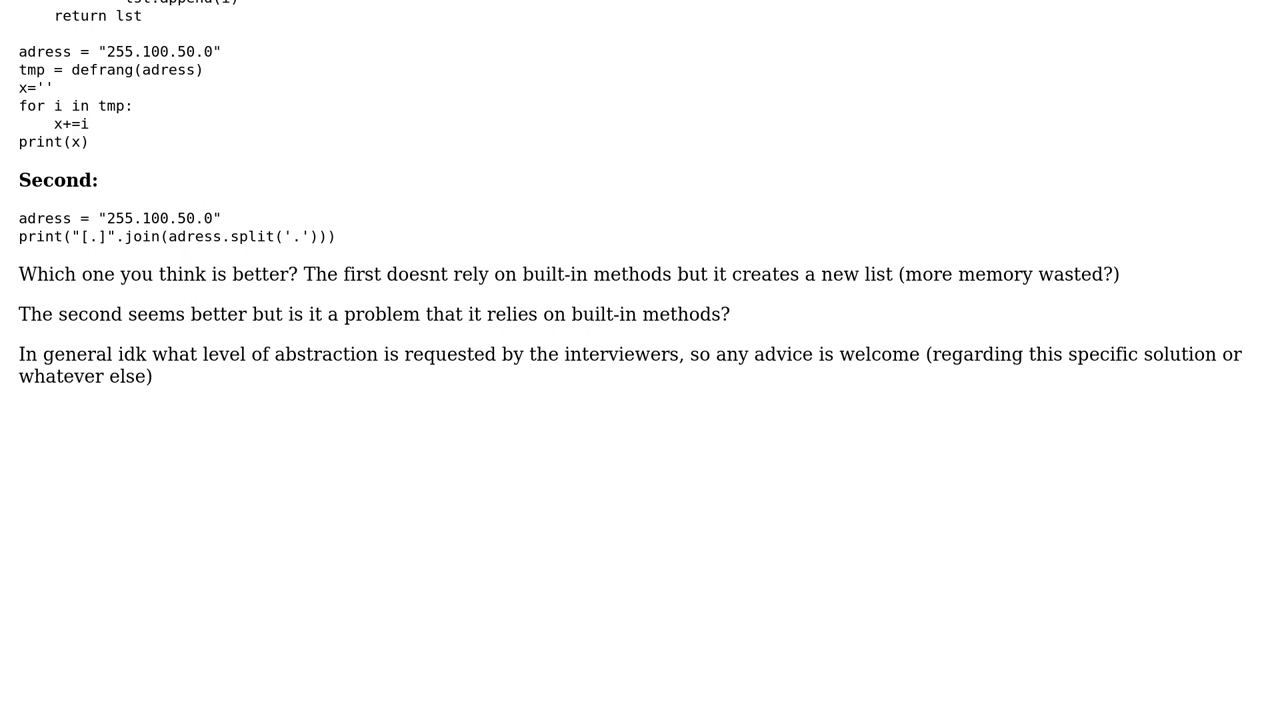 lst.append(i)
    return lst
adress = "255.100.50.0"
tmp = defrang(adress)
x=''
for i in tmp:
    x+=i
print(x)
Second:
adress = "255.100.50.0"
print("[.]".join(adress.split('.')))
Which one you think is better? The first doesnt rely on built-in methods but it creates a new list (more memory wasted?)
The second seems better but is it a problem that it relies on built-in methods?
In general idk what level of abstraction is requested by the interviewers, so any advice is welcome (regarding this specific solution or
whatever else)